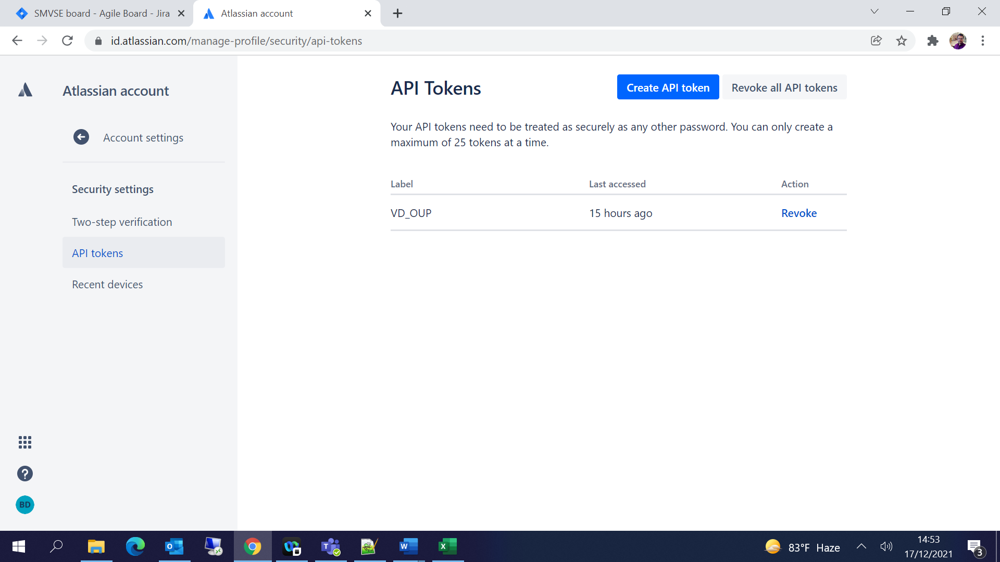 SMVSE board - Agile Board - Jira
Atlassian account
id.atlassian.com/manage-profile/security/api-tokens
Atlassian account
Account settings
Security settings
Two-step verification
API tokens
Recent devices
BD
API Tokens
Create API token
Revoke all API tokens
Your API tokens need to be treated as securely as any other password. You can only create a
maximum of 25 tokens at a time.
Label Last accessed Action
VD_OUP 15 hours ago Revoke
83°F Haze
14:53
17/12/2021
3